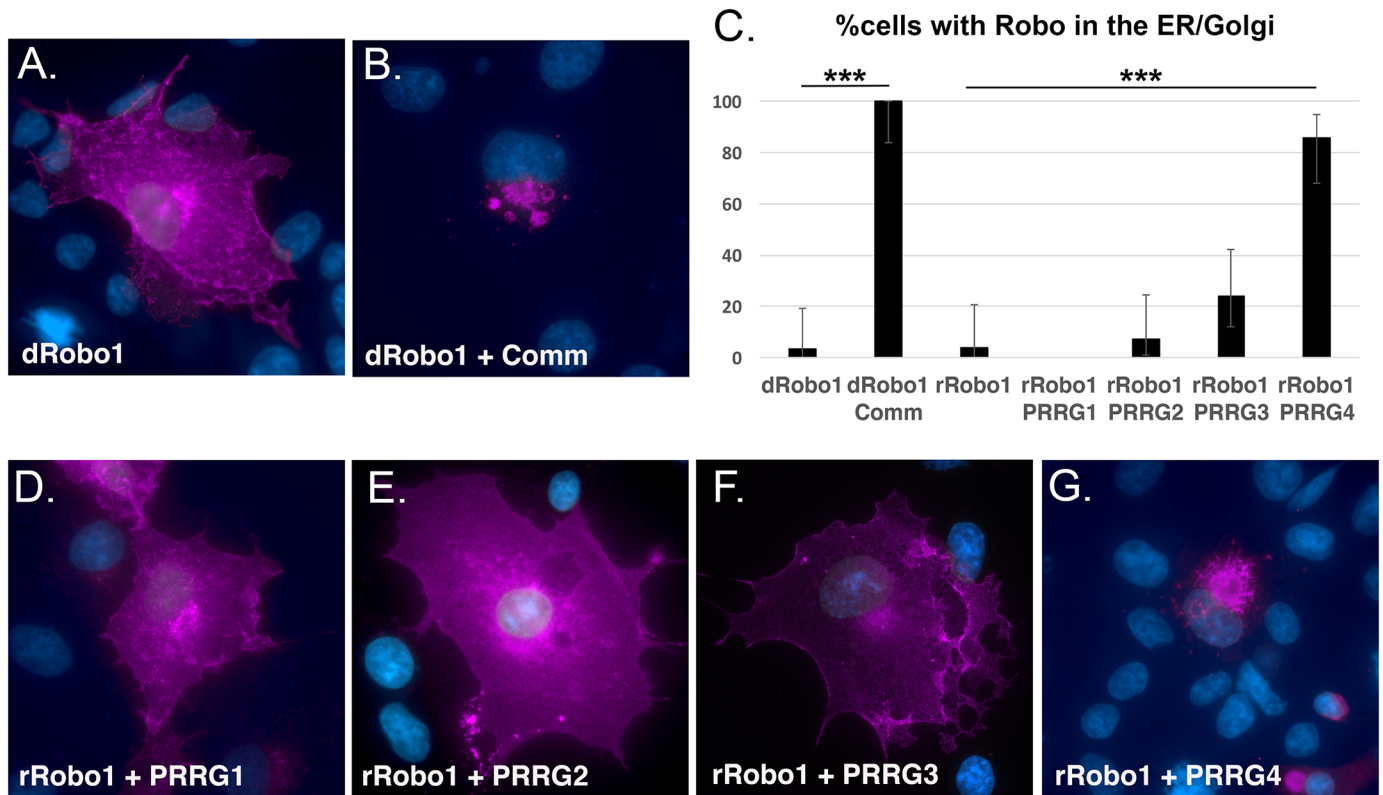 A.
dRobo1
B.
dRobo1 + Comm
C.
%cells with Robo in the ER/Golgi
*** ***
100
80
60
40
20
0
dRobo1 dRobo1 rRobo1 rRobo1 rRobo1 rRobo1 rRobo1
Comm PRRG1 PRRG2 PRRG3 PRRG4
D.
rRobo1 + PRRG1
E.
rRobo1 + PRRG2
F.
rRobo1 + PRRG3
G.
rRobo1 + PRRG4